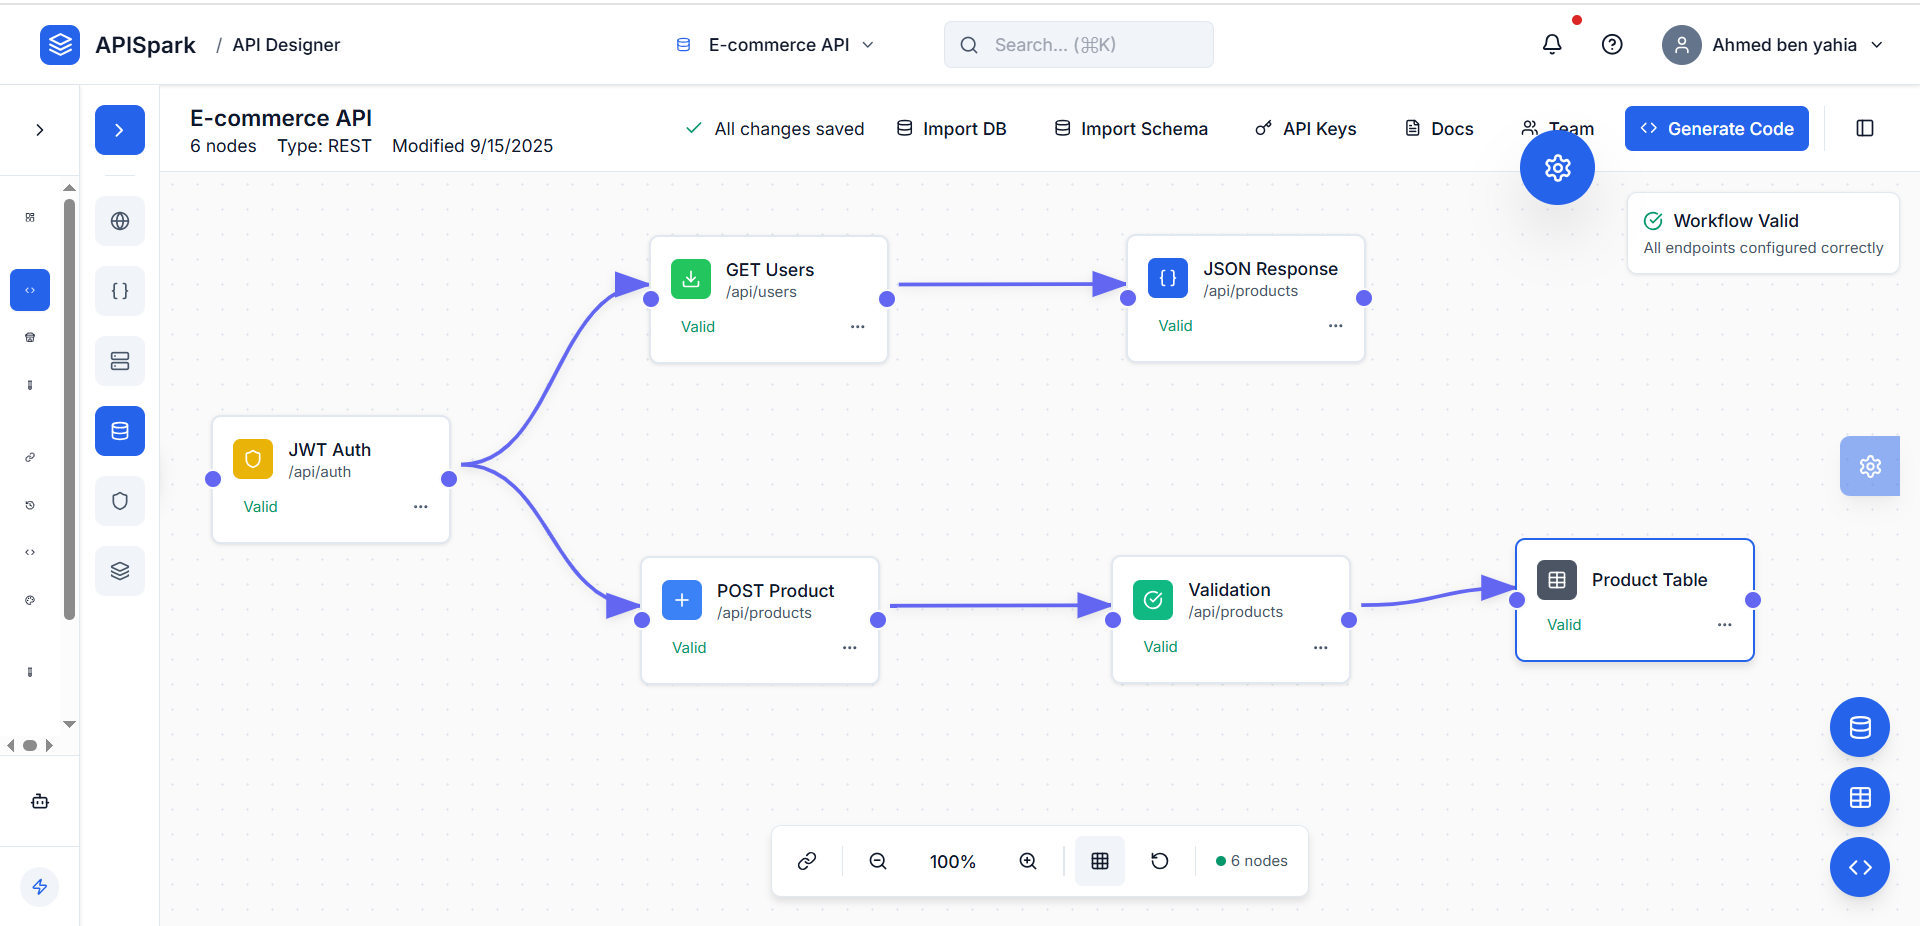 APISpark / API Designer
E-commerce API
Search... (⌘K)
Ahmed ben yahia
E-commerce API
6 nodes Type: REST Modified 9/15/2025
All changes saved
Import DB
Import Schema
API Keys
Docs
Team
Generate Code
Workflow Valid
All endpoints configured correctly
GET Users
/api/users
Valid
JSON Response
/api/products
Valid
JWT Auth
/api/auth
Valid
POST Product
/api/products
Valid
Validation
/api/products
Valid
Product Table
Valid
100%
6 nodes